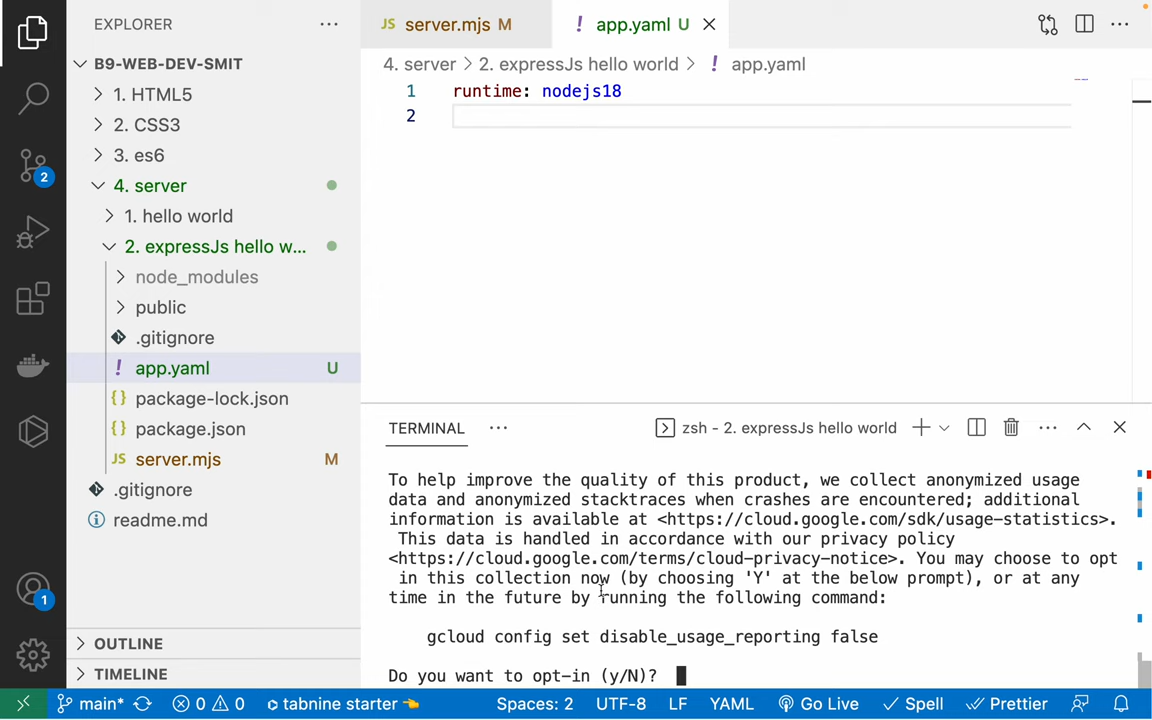 EXPLORER
B9-WEB-DEV-SMIT
1. HTML5
2. CSS3
3. es6
4. server
1. hello world
2. expressJs hello w...
node_modules
public
.gitignore
! app.yaml U
{} package-lock.json
{} package.json
JS server.mjs M
.gitignore
readme.md
OUTLINE
TIMELINE
2
1
JS server.mjs M
! app.yaml U
4. server > 2. expressJs hello world > ! app.yaml
1 runtime: nodejs18
2
TERMINAL
zsh - 2. expressJs hello world
To help improve the quality of this product, we collect anonymized usage
data and anonymized stacktraces when crashes are encountered; additional
information is available at <https://cloud.google.com/sdk/usage-statistics>.
This data is handled in accordance with our privacy policy
<https://cloud.google.com/terms/cloud-privacy-notice>. You may choose to opt
in this collection now (by choosing 'Y' at the below prompt), or at any
time in the future by running the following command:
gcloud config set disable_usage_reporting false
Do you want to opt-in (y/N)?
main* 0 0 tabnine starter Spaces: 2 UTF-8 LF YAML Go Live Spell Prettier